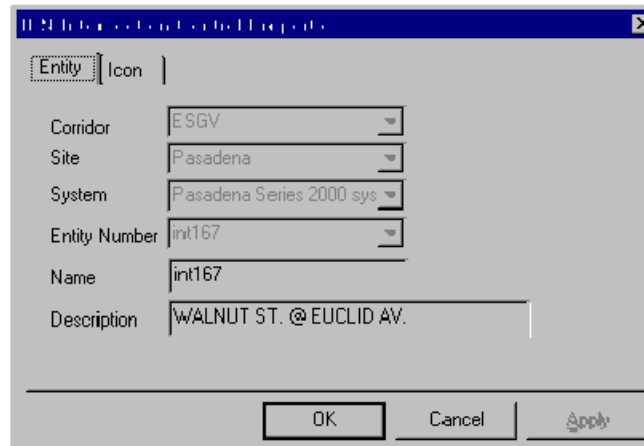 Entity Icon
Corridor ESGV
Site Pasadena
System Pasadena Series 2000 sys
Entity Number int167
Name int167
Description WALNUT ST. @ EUCLID AV.
OK Cancel Apply